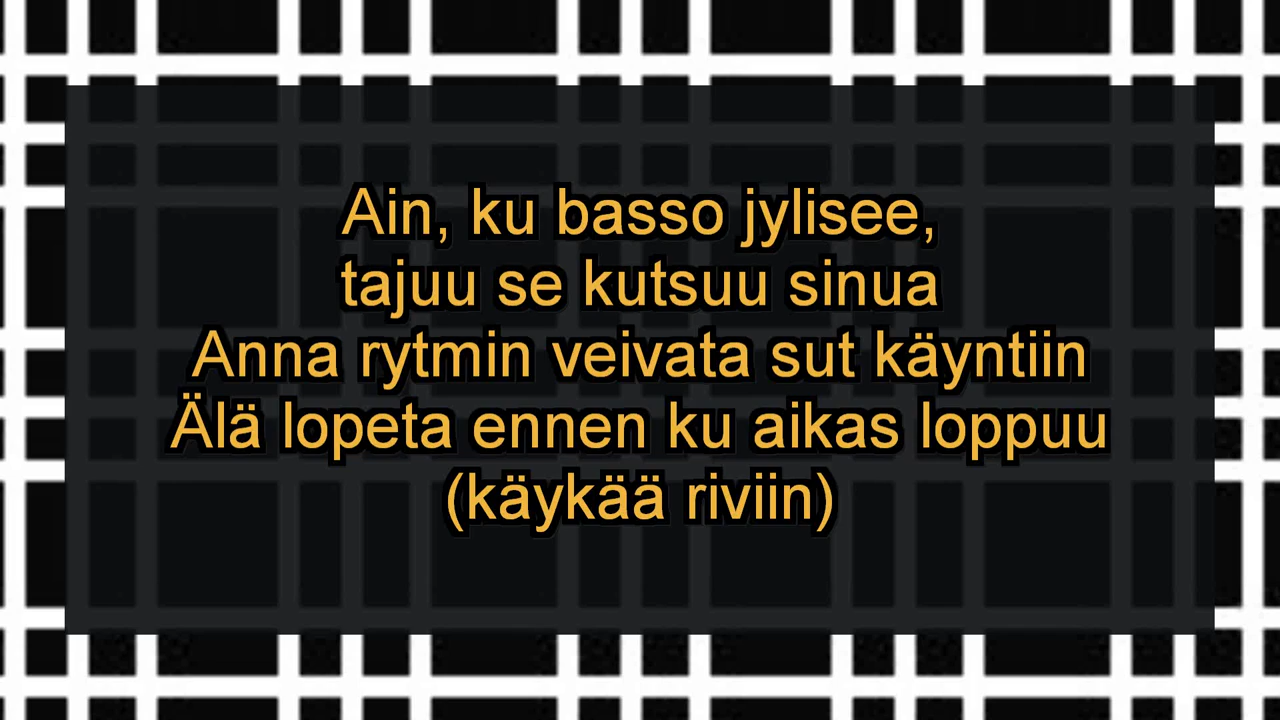 Ain, ku basso jylisee,
tajuu se kutsuu sinua
Anna rytmin veivata sut käyntiin
Älä lopeta ennen ku aikas loppuu
(käykää riviin)